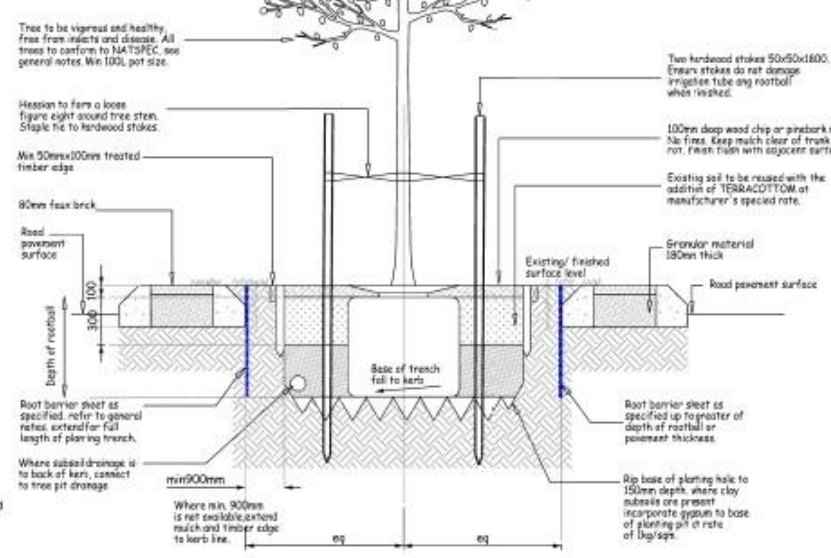 Tree to be vigorous and healthy,
free from insects and disease. All
trees to conform to NATSPEC, see
general notes. Min 100L pot size.
Hessian to form a loose
figure eight around tree stem.
Staple tie to hardwood stakes.
Min 50mmx100mm treated
timber edge
80mm faux brck
Road
pavement
surface
100
300
Depth of rootball
Root barrier sheet as
specified. refer to general
notes. extend for full
length of planting trench.
Where subsoil drainage is
to back of kerb, connect
to tree pit drainage
min900mm
Where min. 900mm
is not available,extend
mulch and timber edge
to kerb line.
eq
eq
Base of trench
fall to kerb
Existing/ finished
surface level
Two hardwood stakes 50x50x1800.
Ensure stakes do not damage
irrigation tube and rootball
when finished.
100mm deep wood chip or pinebark
No fines. Keep mulch clear of trunk
rot. Finish flush with adjacent
Existing soil to be reused with the
addition of TERRACOTTOM at
manufacturer's specied rate.
Granular material
180mm thick
Road pavement surface
Root barrier sheet as
specified up to greater of
depth of rootball or
pavement thickness.
Rip base of planting hole to
150mm depth, where clay
subsoils are present
incorporate gypsum to base
of planting pit at rate
of 1kg/sqm.